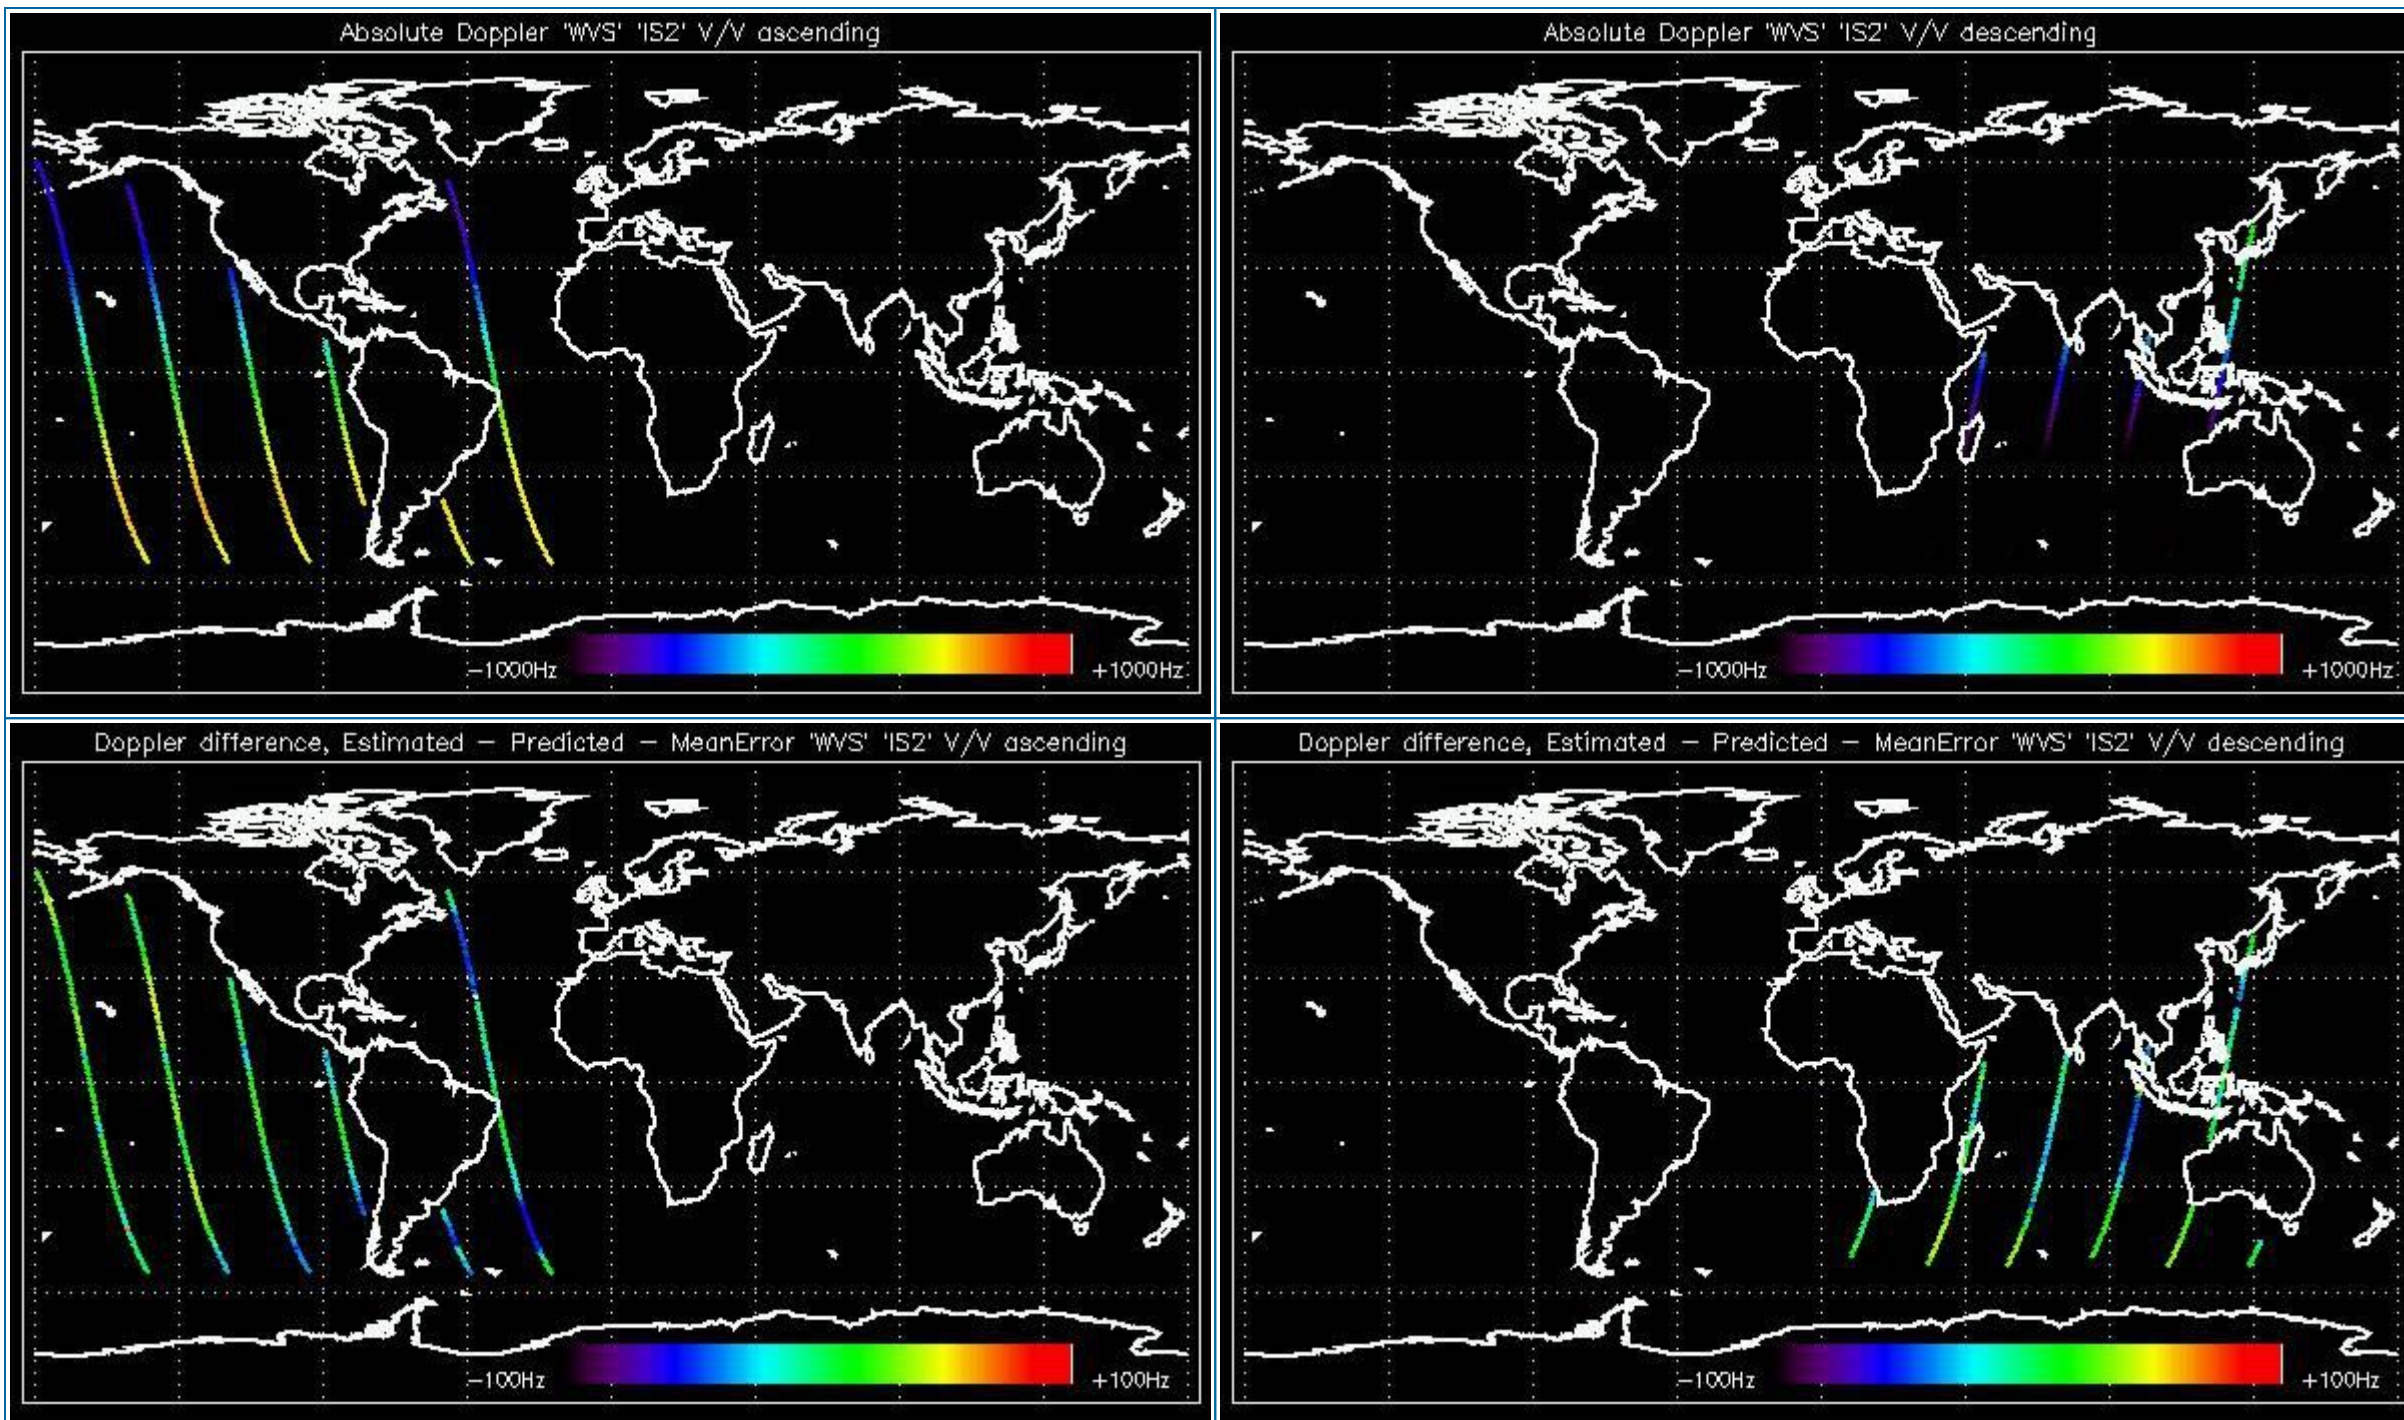 Absolute Doppler 'WVS' 'IS2' V/V ascending
-1000Hz
+1000Hz
Absolute Doppler 'WVS' 'IS2' V/V descending
-1000Hz
+1000Hz
Doppler difference, Estimated - Predicted - MeanError 'WVS' 'IS2' V/V ascending
-100Hz
+100Hz
Doppler difference, Estimated - Predicted - MeanError 'WVS' 'IS2' V/V descending
-100Hz
+100Hz